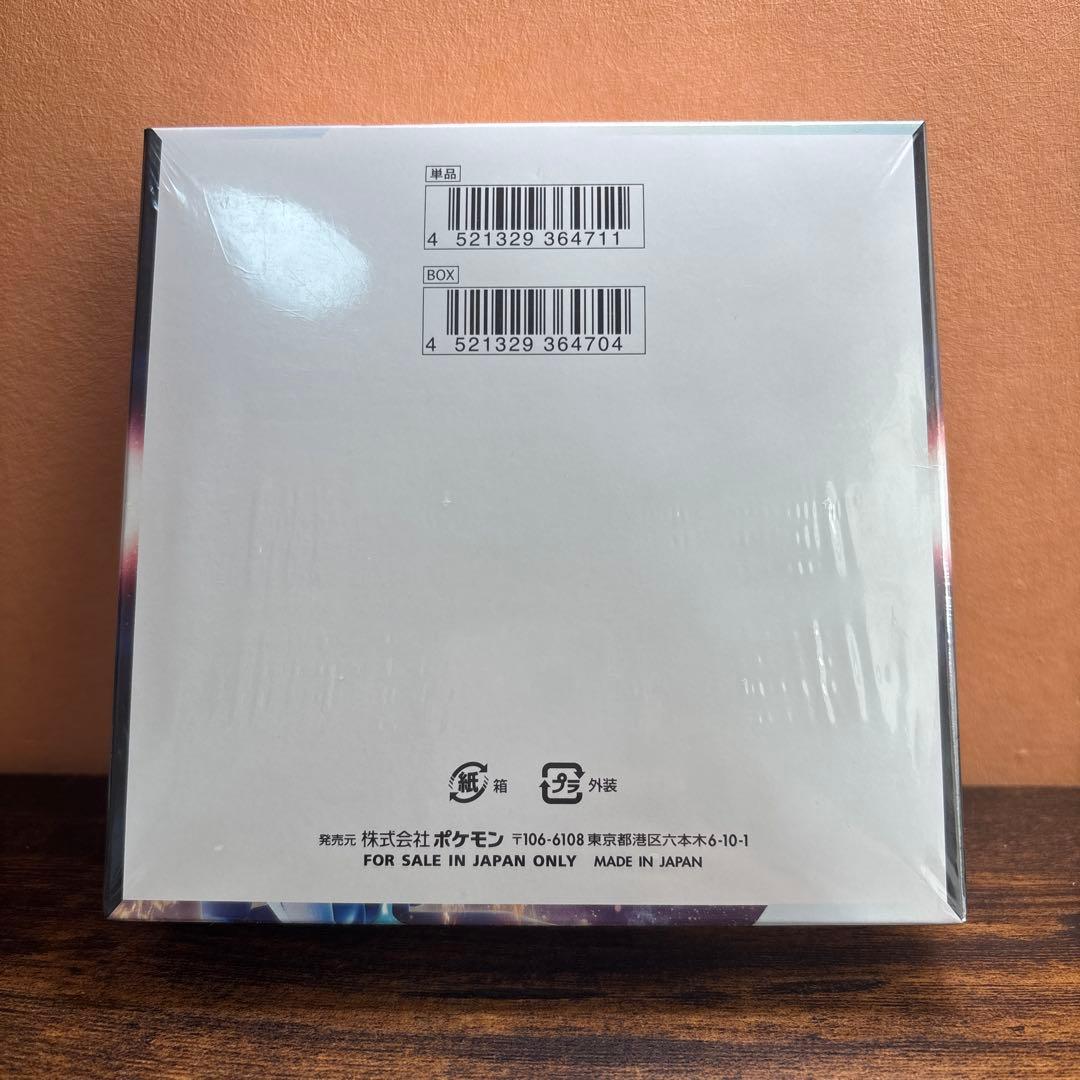 単品
4 521329 364711
BOX
4 521329 364704
紙 箱 プラ 外装
発売元 株式会社 ポケモン 〒106-6108 東京都港区六本木6-10-1
FOR SALE IN JAPAN ONLY MADE IN JAPAN